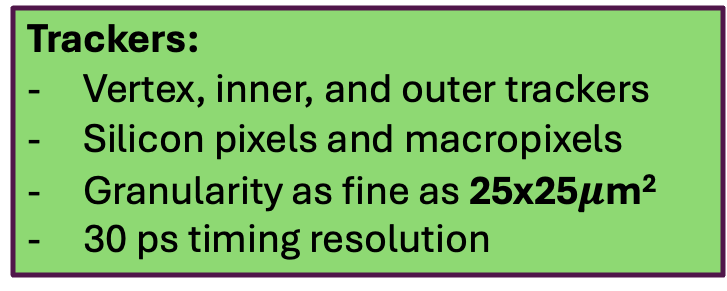 Trackers:
- Vertex, inner, and outer trackers
- Silicon pixels and macropixels
- Granularity as fine as 25x25μm²
- 30 ps timing resolution